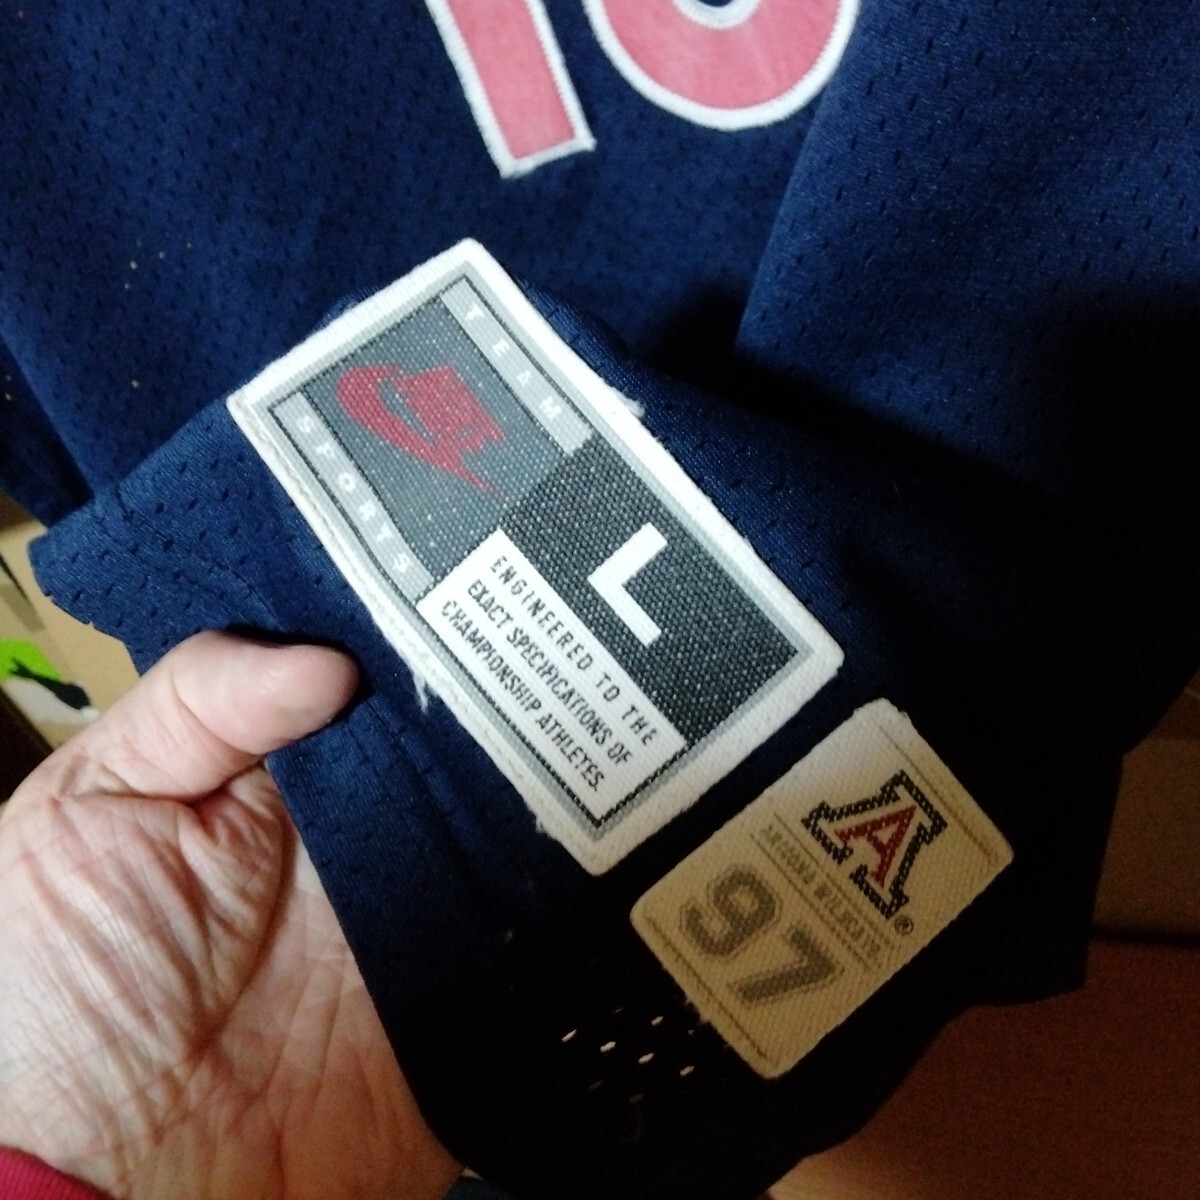 TEAM
SPORTS
L
ENGINEERED TO THE
EXACT SPECIFICATIONS OF
CHAMPIONSHIP ATHLETES.
A®
ARIZONA WILDCATS
97